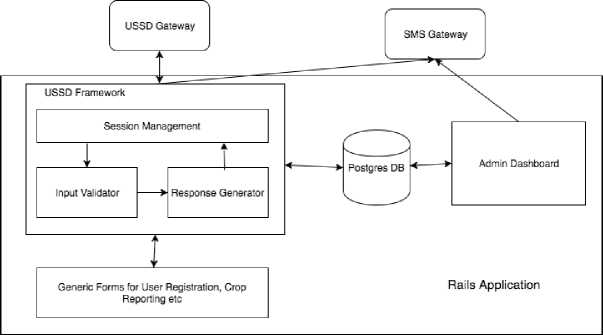 USSD Gateway
SMS Gateway
USSD Framework
Session Management
Input Validator
Response Generator
Postgres DB
Admin Dashboard
Generic Forms for User Registration, Crop
Reporting etc
Rails Application